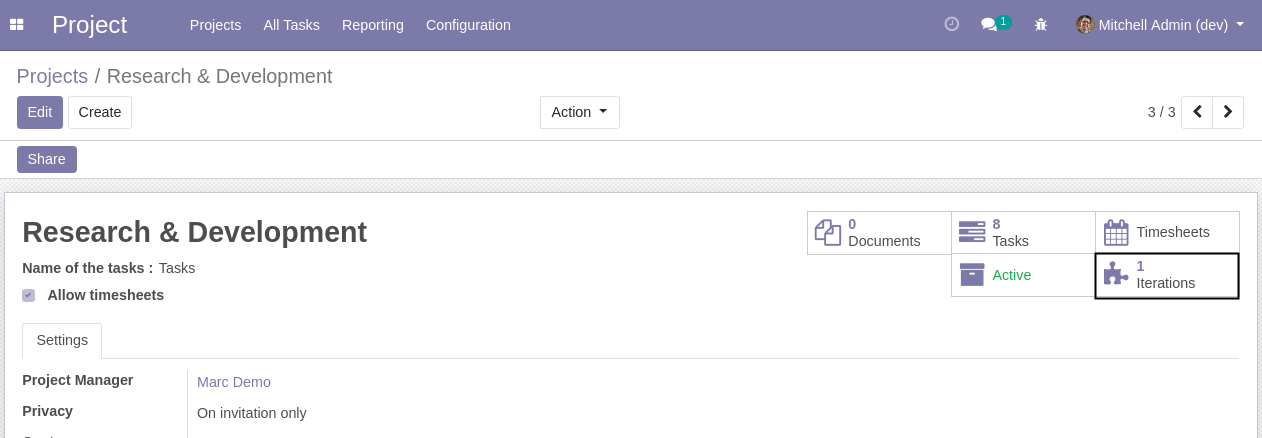 Project Projects All Tasks Reporting Configuration 1 Mitchell Admin (dev)
Projects / Research & Development
Edit Create Action 3 / 3
Share
Research & Development
0 Documents 8 Tasks Timesheets
Active 1 Iterations
Name of the tasks : Tasks
Allow timesheets
Settings
Project Manager Marc Demo
Privacy On invitation only